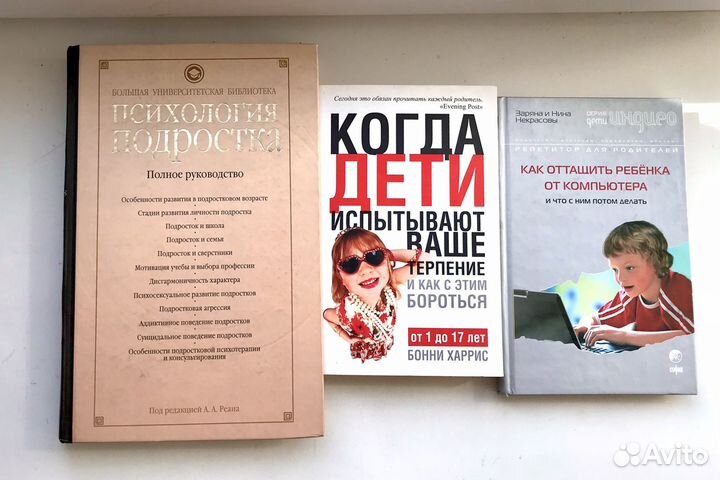 БОЛЬШАЯ УНИВЕРСИТЕТСКАЯ БИБЛИОТЕКА
ПСИХОЛОГИЯ
ПОДРОСТКА
Полное руководство
Особенности развития в подростковом возрасте
Стадии развития личности подростка
Подросток и школа
Подросток и семья
Подросток и сверстники
Мотивация учебы и выбора профессии
Дисгармоничность характера
Психосексуальное развитие подростков
Подростковая агрессия
Аддиктивное поведение подростков
Суицидальное поведение подростков
Особенности подростковой психотерапии
и консультирования
Под редакцией А. А. Реана
Сегодня это обязан прочитать каждый родитель.
«Evening Post»
КОГДА
ДЕТИ
ИСПЫТЫВАЮТ
ВАШЕ
ТЕРПЕНИЕ
И КАК С ЭТИМ
БОРОТЬСЯ
от 1 до 17 лет
БОННИ ХАРРИС
Заряна и Нина
Некрасовы
СЕРИЯ
дети индиго
РЕПЕТИТОР ДЛЯ РОДИТЕЛЕЙ
КАК ОТТАЩИТЬ РЕБЁНКА
ОТ КОМПЬЮТЕРА
и что с ним потом делать
СОФИЯ
Avito